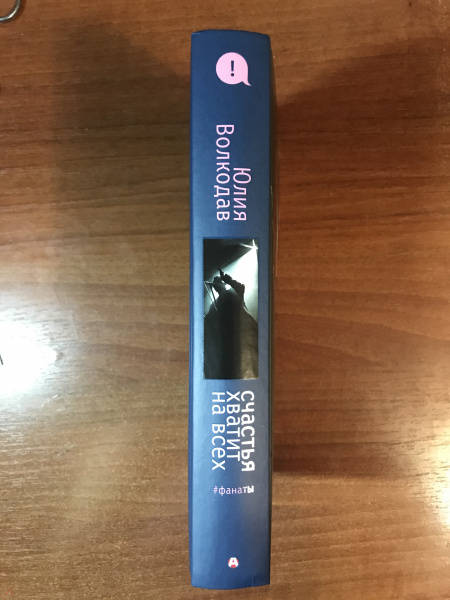 !
Юлия
Волкодав
счастья
хватит
на всех
#фанаты
А